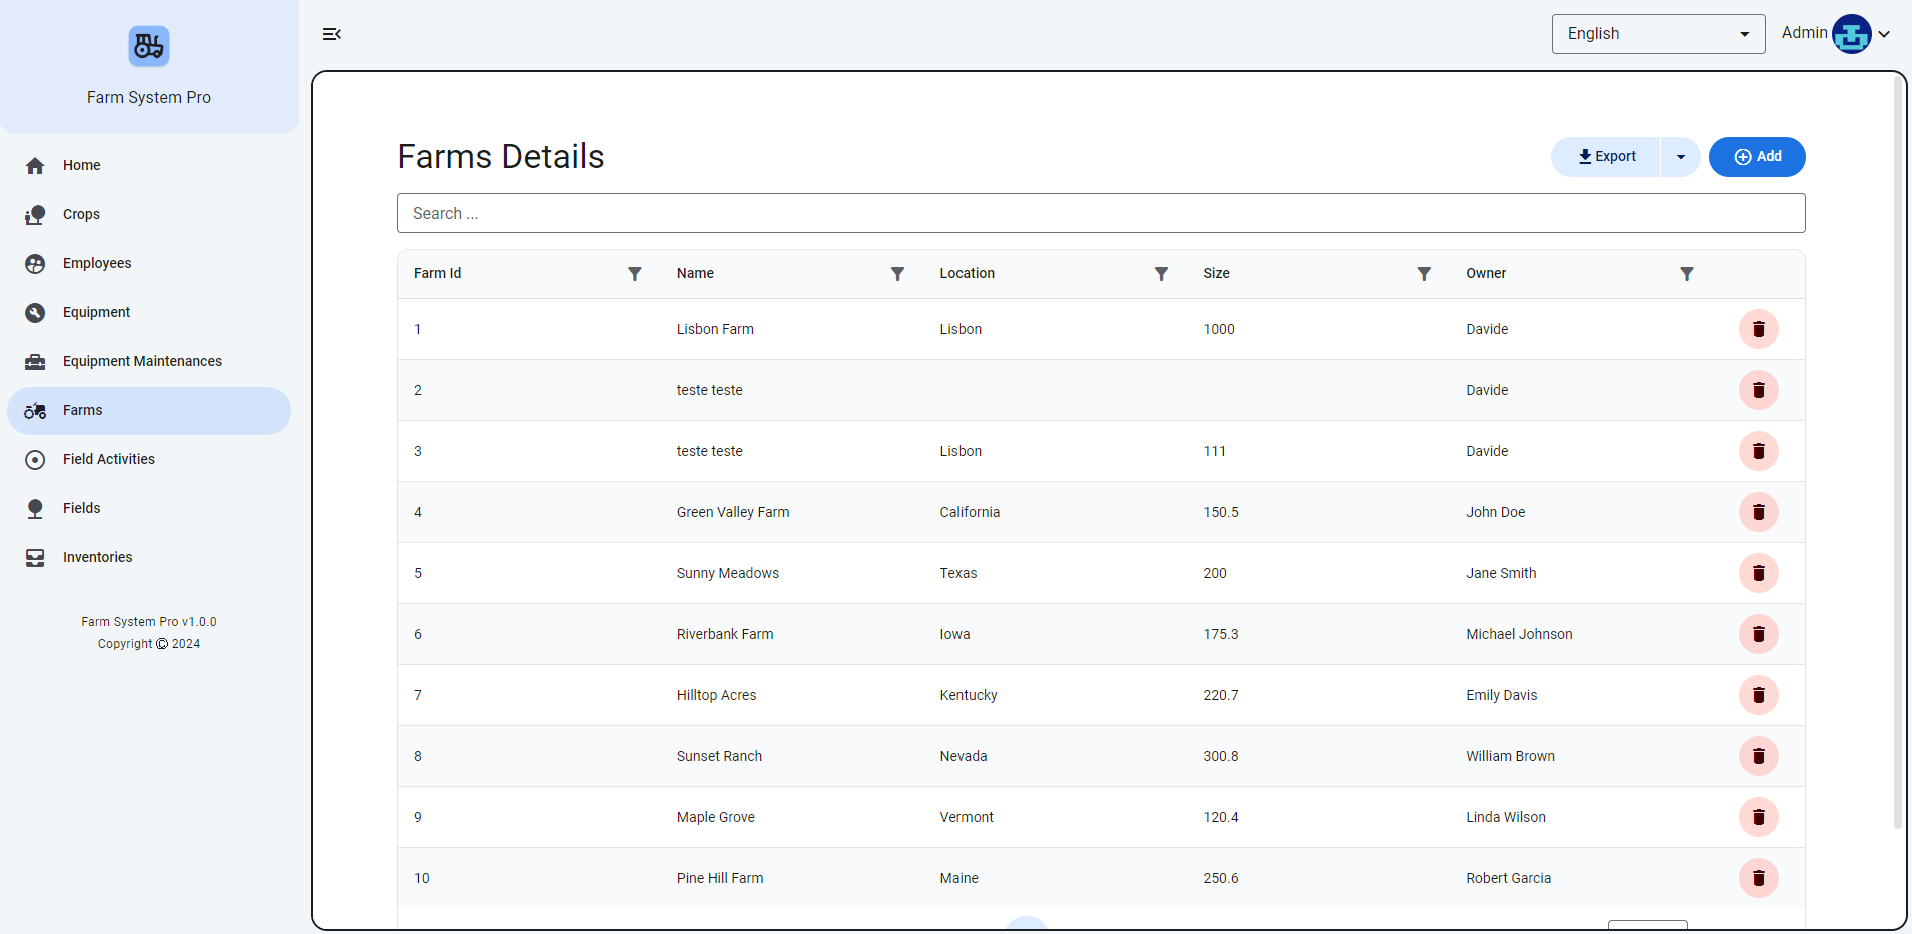 Farm System Pro
Home
Crops
Employees
Equipment
Equipment Maintenances
Farms
Field Activities
Fields
Inventories
Farm System Pro v1.0.0
Copyright © 2024
English
Admin
Farms Details
Export
Add
Search ...
Farm Id Name Location Size Owner
1 Lisbon Farm Lisbon 1000 Davide
2 teste teste Davide
3 teste teste Lisbon 111 Davide
4 Green Valley Farm California 150.5 John Doe
5 Sunny Meadows Texas 200 Jane Smith
6 Riverbank Farm Iowa 175.3 Michael Johnson
7 Hilltop Acres Kentucky 220.7 Emily Davis
8 Sunset Ranch Nevada 300.8 William Brown
9 Maple Grove Vermont 120.4 Linda Wilson
10 Pine Hill Farm Maine 250.6 Robert Garcia